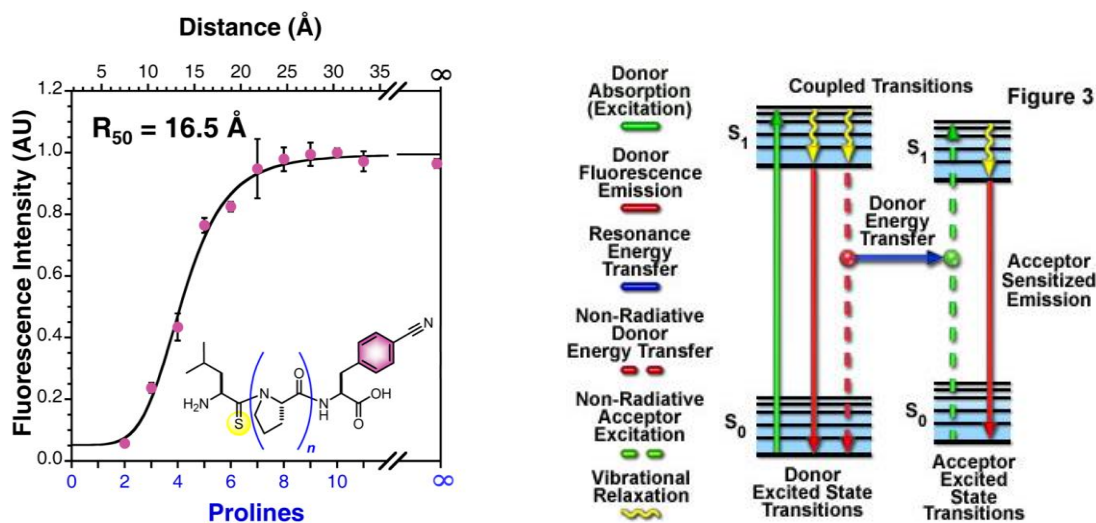 Distance (Å)
5 10 15 20 25 30 35 ∞
Fluorescence Intensity (AU)
1.2
1.0
0.8
0.6
0.4
0.2
0.0
R50 = 16.5 Å
N
O
N
O
H2N
S
N
H
OH
O
n
0 2 4 6 8 10 ∞
Prolines
Donor
Absorption
(Excitation)
Donor
Fluorescence
Emission
Resonance
Energy
Transfer
Non-Radiative
Donor
Energy Transfer
Non-Radiative
Acceptor
Excitation
Vibrational
Relaxation
Coupled Transitions
Figure 3
S1
S1
Donor
Energy
Transfer
Acceptor
Sensitized
Emission
S0
S0
Donor
Excited State
Transitions
Acceptor
Excited
State
Transitions